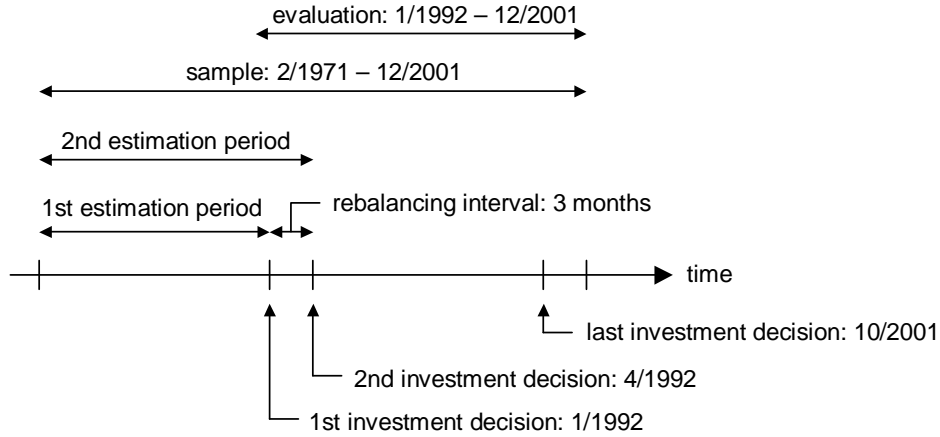 evaluation: 1/1992 – 12/2001
sample: 2/1971 – 12/2001
2nd estimation period
1st estimation period
rebalancing interval: 3 months
time
last investment decision: 10/2001
2nd investment decision: 4/1992
1st investment decision: 1/1992